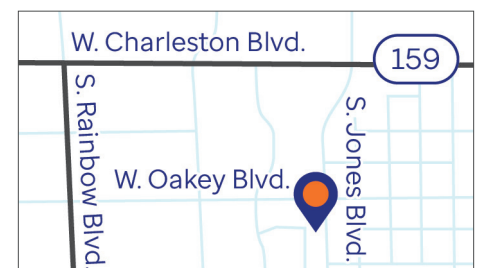 W. Charleston Blvd.
159
S. Rainbow Blvd.
S. Jones Blvd.
W. Oakey Blvd.